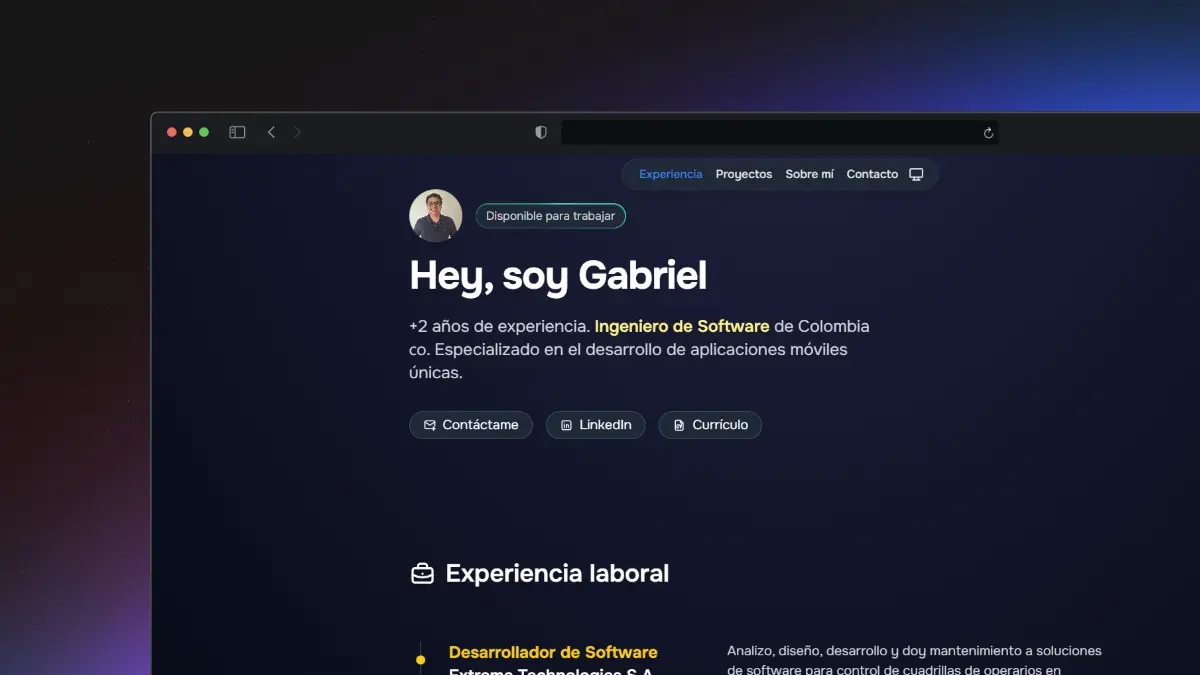 Experiencia Proyectos Sobre mí Contacto
Disponible para trabajar
Hey, soy Gabriel
+2 años de experiencia. Ingeniero de Software de Colombia
co. Especializado en el desarrollo de aplicaciones móviles
únicas.
Contáctame LinkedIn Currículo
Experiencia laboral
Desarrollador de Software
Extreme Technologies S.A.
Analizo, diseño, desarrollo y doy mantenimiento a soluciones
de software para control de cuadrillas de operarios en